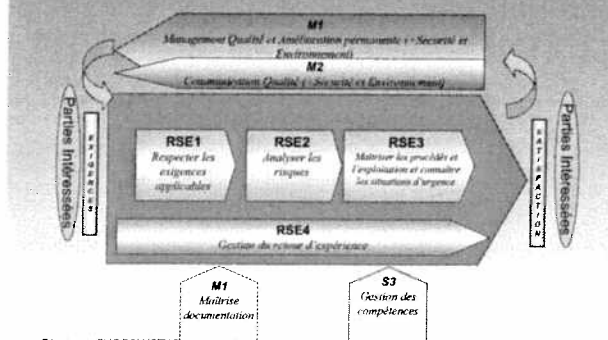 M1
Management Qualité et Amélioration permanente (+ Sécurité et
Environnement)
M2
Communication Qualité (+ Sécurité et Environnement)
Parties Intéressées
EXIGENCES
RSE1
Respecter les
exigences
applicables
RSE2
Analyser les
risques
RSE3
Maîtriser les procédés et
l'exploitation et connaître
les situations d'urgence
SATISFACTION
Parties Intéressées
RSE4
Gestion du retour d'expérience
M1
Maîtrise
documentation
S3
Gestion des
compétences